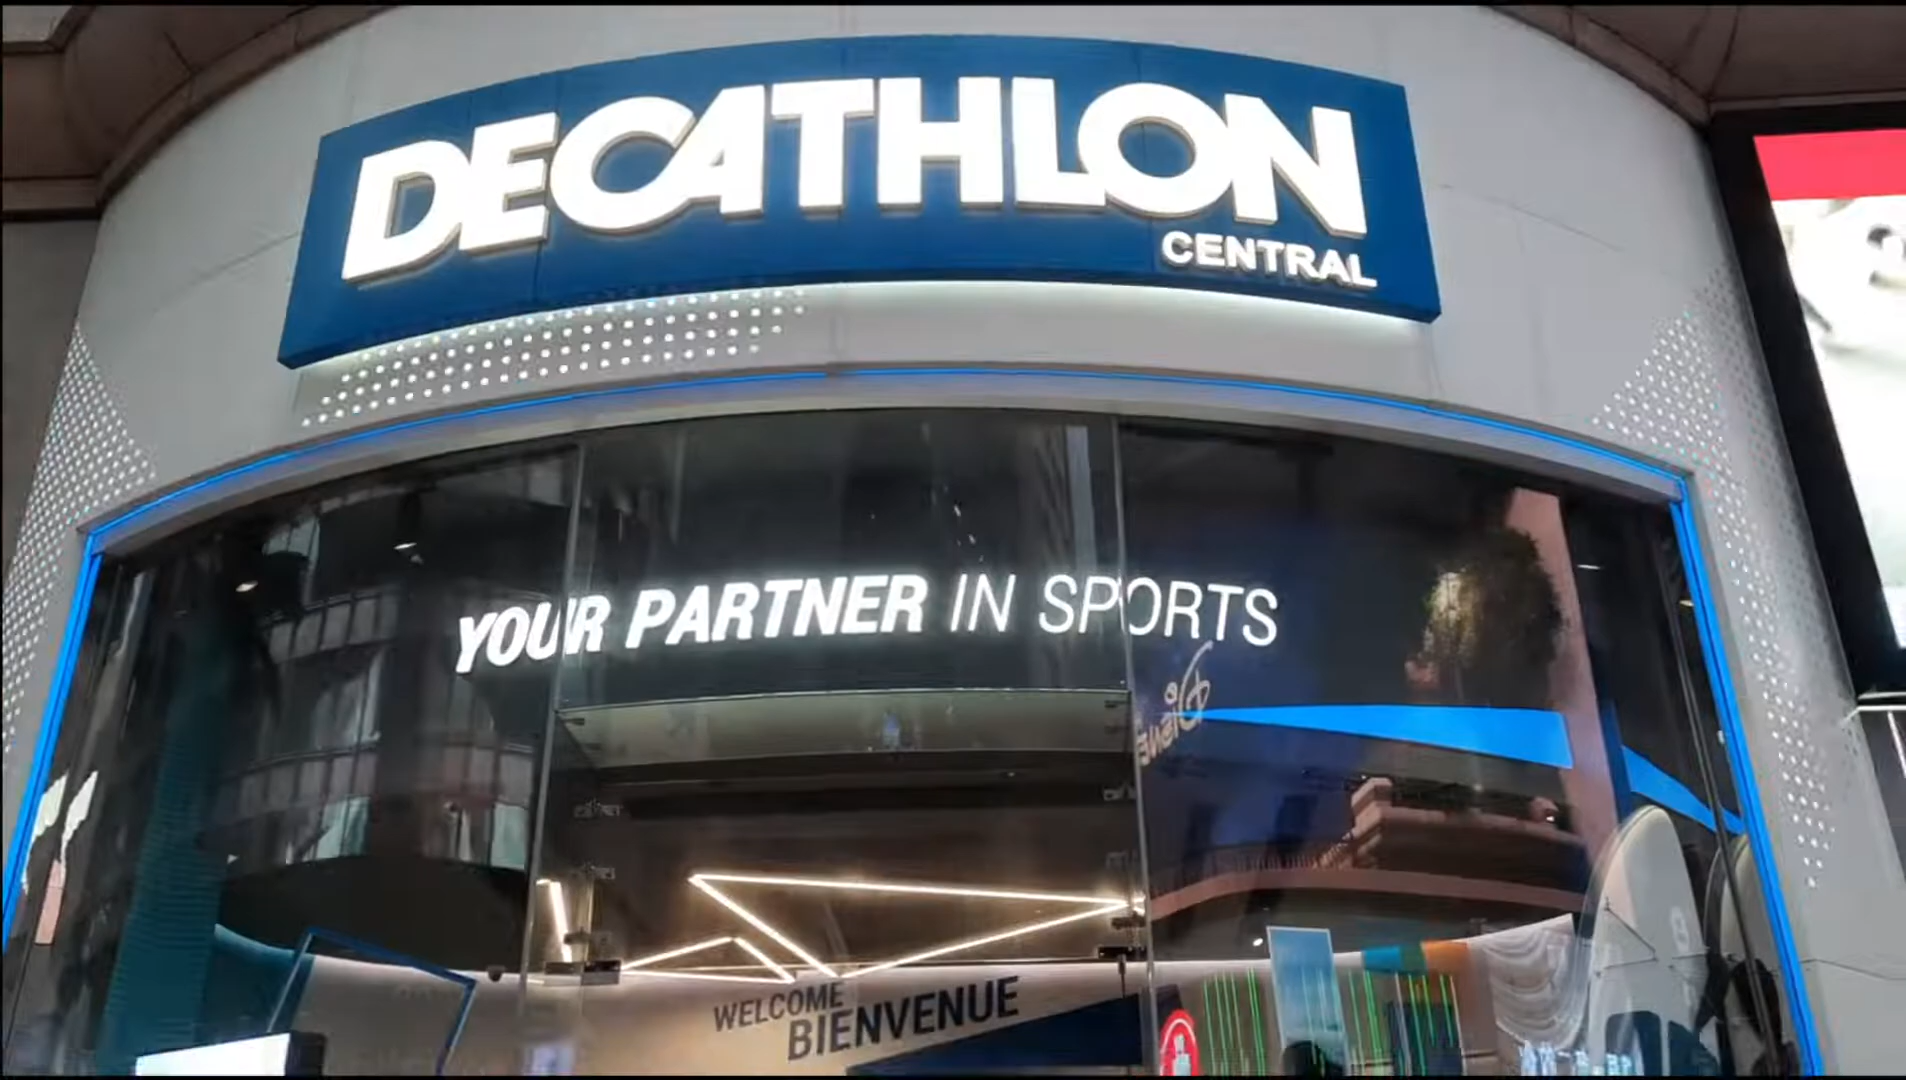 DECATHLON
CENTRAL
YOUR PARTNER IN SPORTS
WELCOME
BIENVENUE